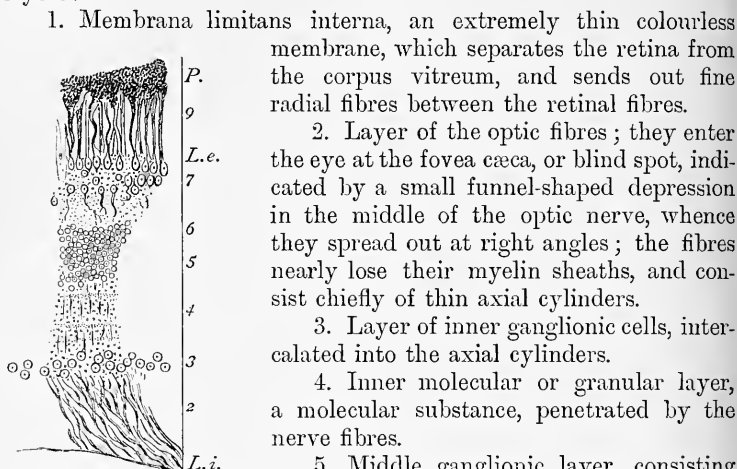 1. Membrana limitans interna, an extremely thin colourless
membrane, which separates the retina from
the corpus vitreum, and sends out fine
radial fibres between the retinal fibres.
2. Layer of the optic fibres; they enter
the eye at the fovea cæca, or blind spot, indi-
cated by a small funnel-shaped depression
in the middle of the optic nerve, whence
they spread out at right angles; the fibres
nearly lose their myelin sheaths, and con-
sist chiefly of thin axial cylinders.
3. Layer of inner ganglionic cells, inter-
calated into the axial cylinders.
4. Inner molecular or granular layer,
a molecular substance, penetrated by the
nerve fibres.
5. Middle ganglionic layer, consisting
P.
9
L.e.
7
6
5
4
3
2
L.i.